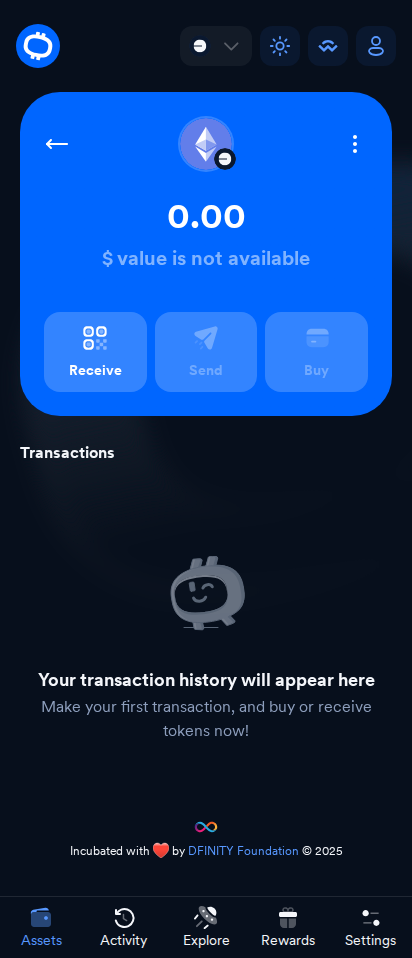 0.00
$ value is not available
Receive
Send
Buy
Transactions
Your transaction history will appear here
Make your first transaction, and buy or receive
tokens now!
Incubated with ❤️ by DFINITY Foundation © 2025
Assets
Activity
Explore
Rewards
Settings